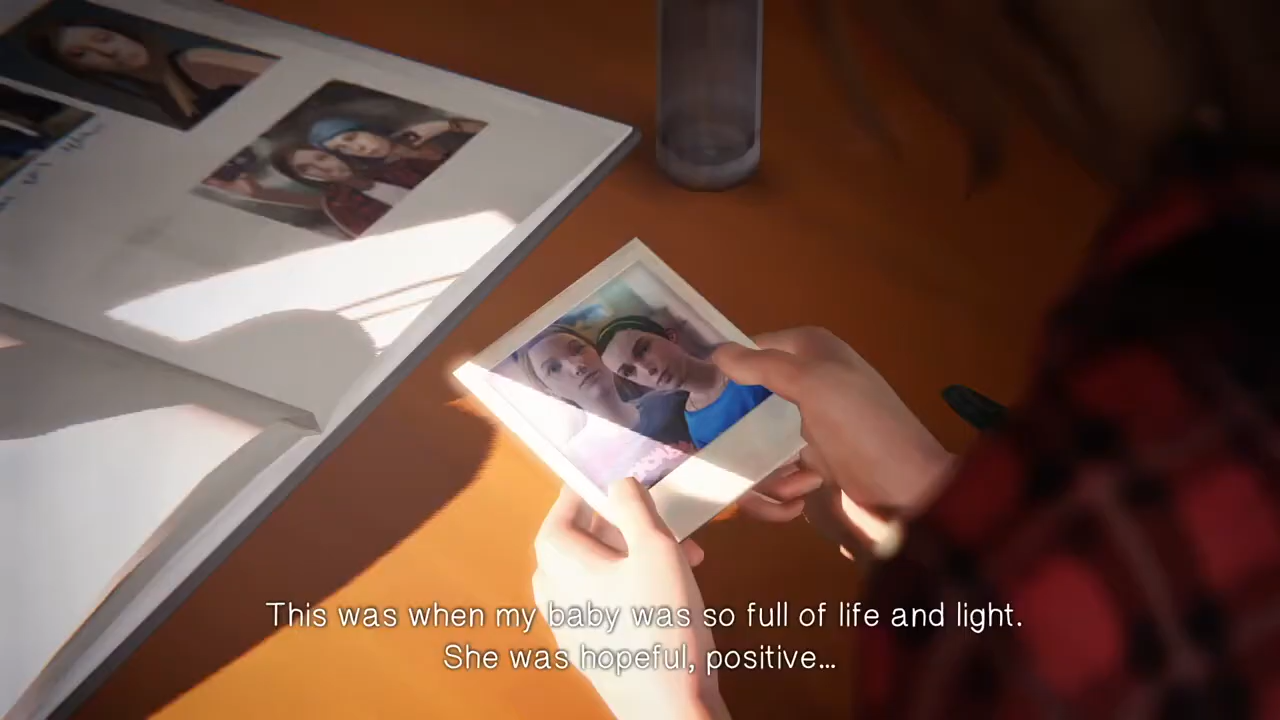 This was when my baby was so full of life and light.
She was hopeful, positive...